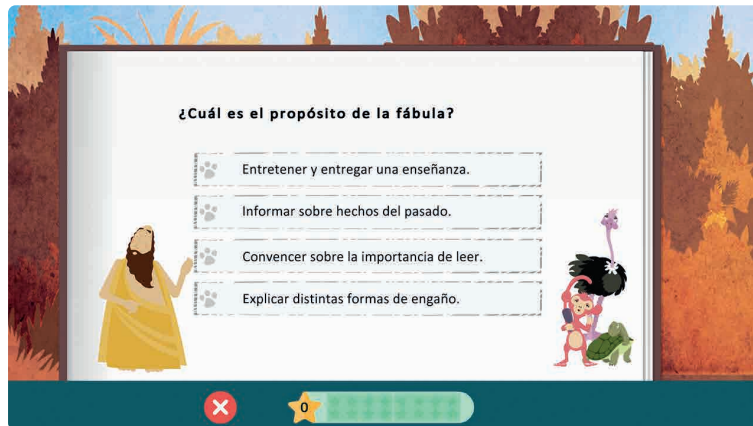 ¿Cuál es el propósito de la fábula?
Entretener y entregar una enseñanza.
Informar sobre hechos del pasado.
Convencer sobre la importancia de leer.
Explicar distintas formas de engaño.
0